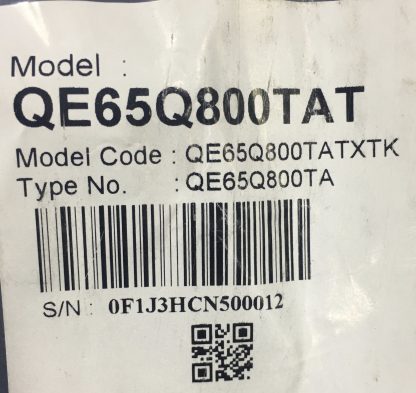 Model :
QE65Q800TAT
Model Code : QE65Q800TATXTK
Type No. : QE65Q800TA
S/N : 0F1J3HCN500012